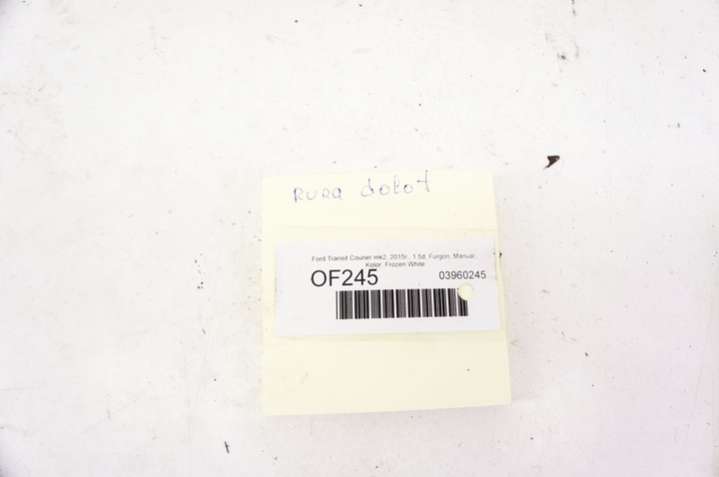 RURA dolot
Ford Transit Courier mk2, 2015r., 1.5d, Furgon, Manual,
Kolor: Frozen White
OF245
03960245